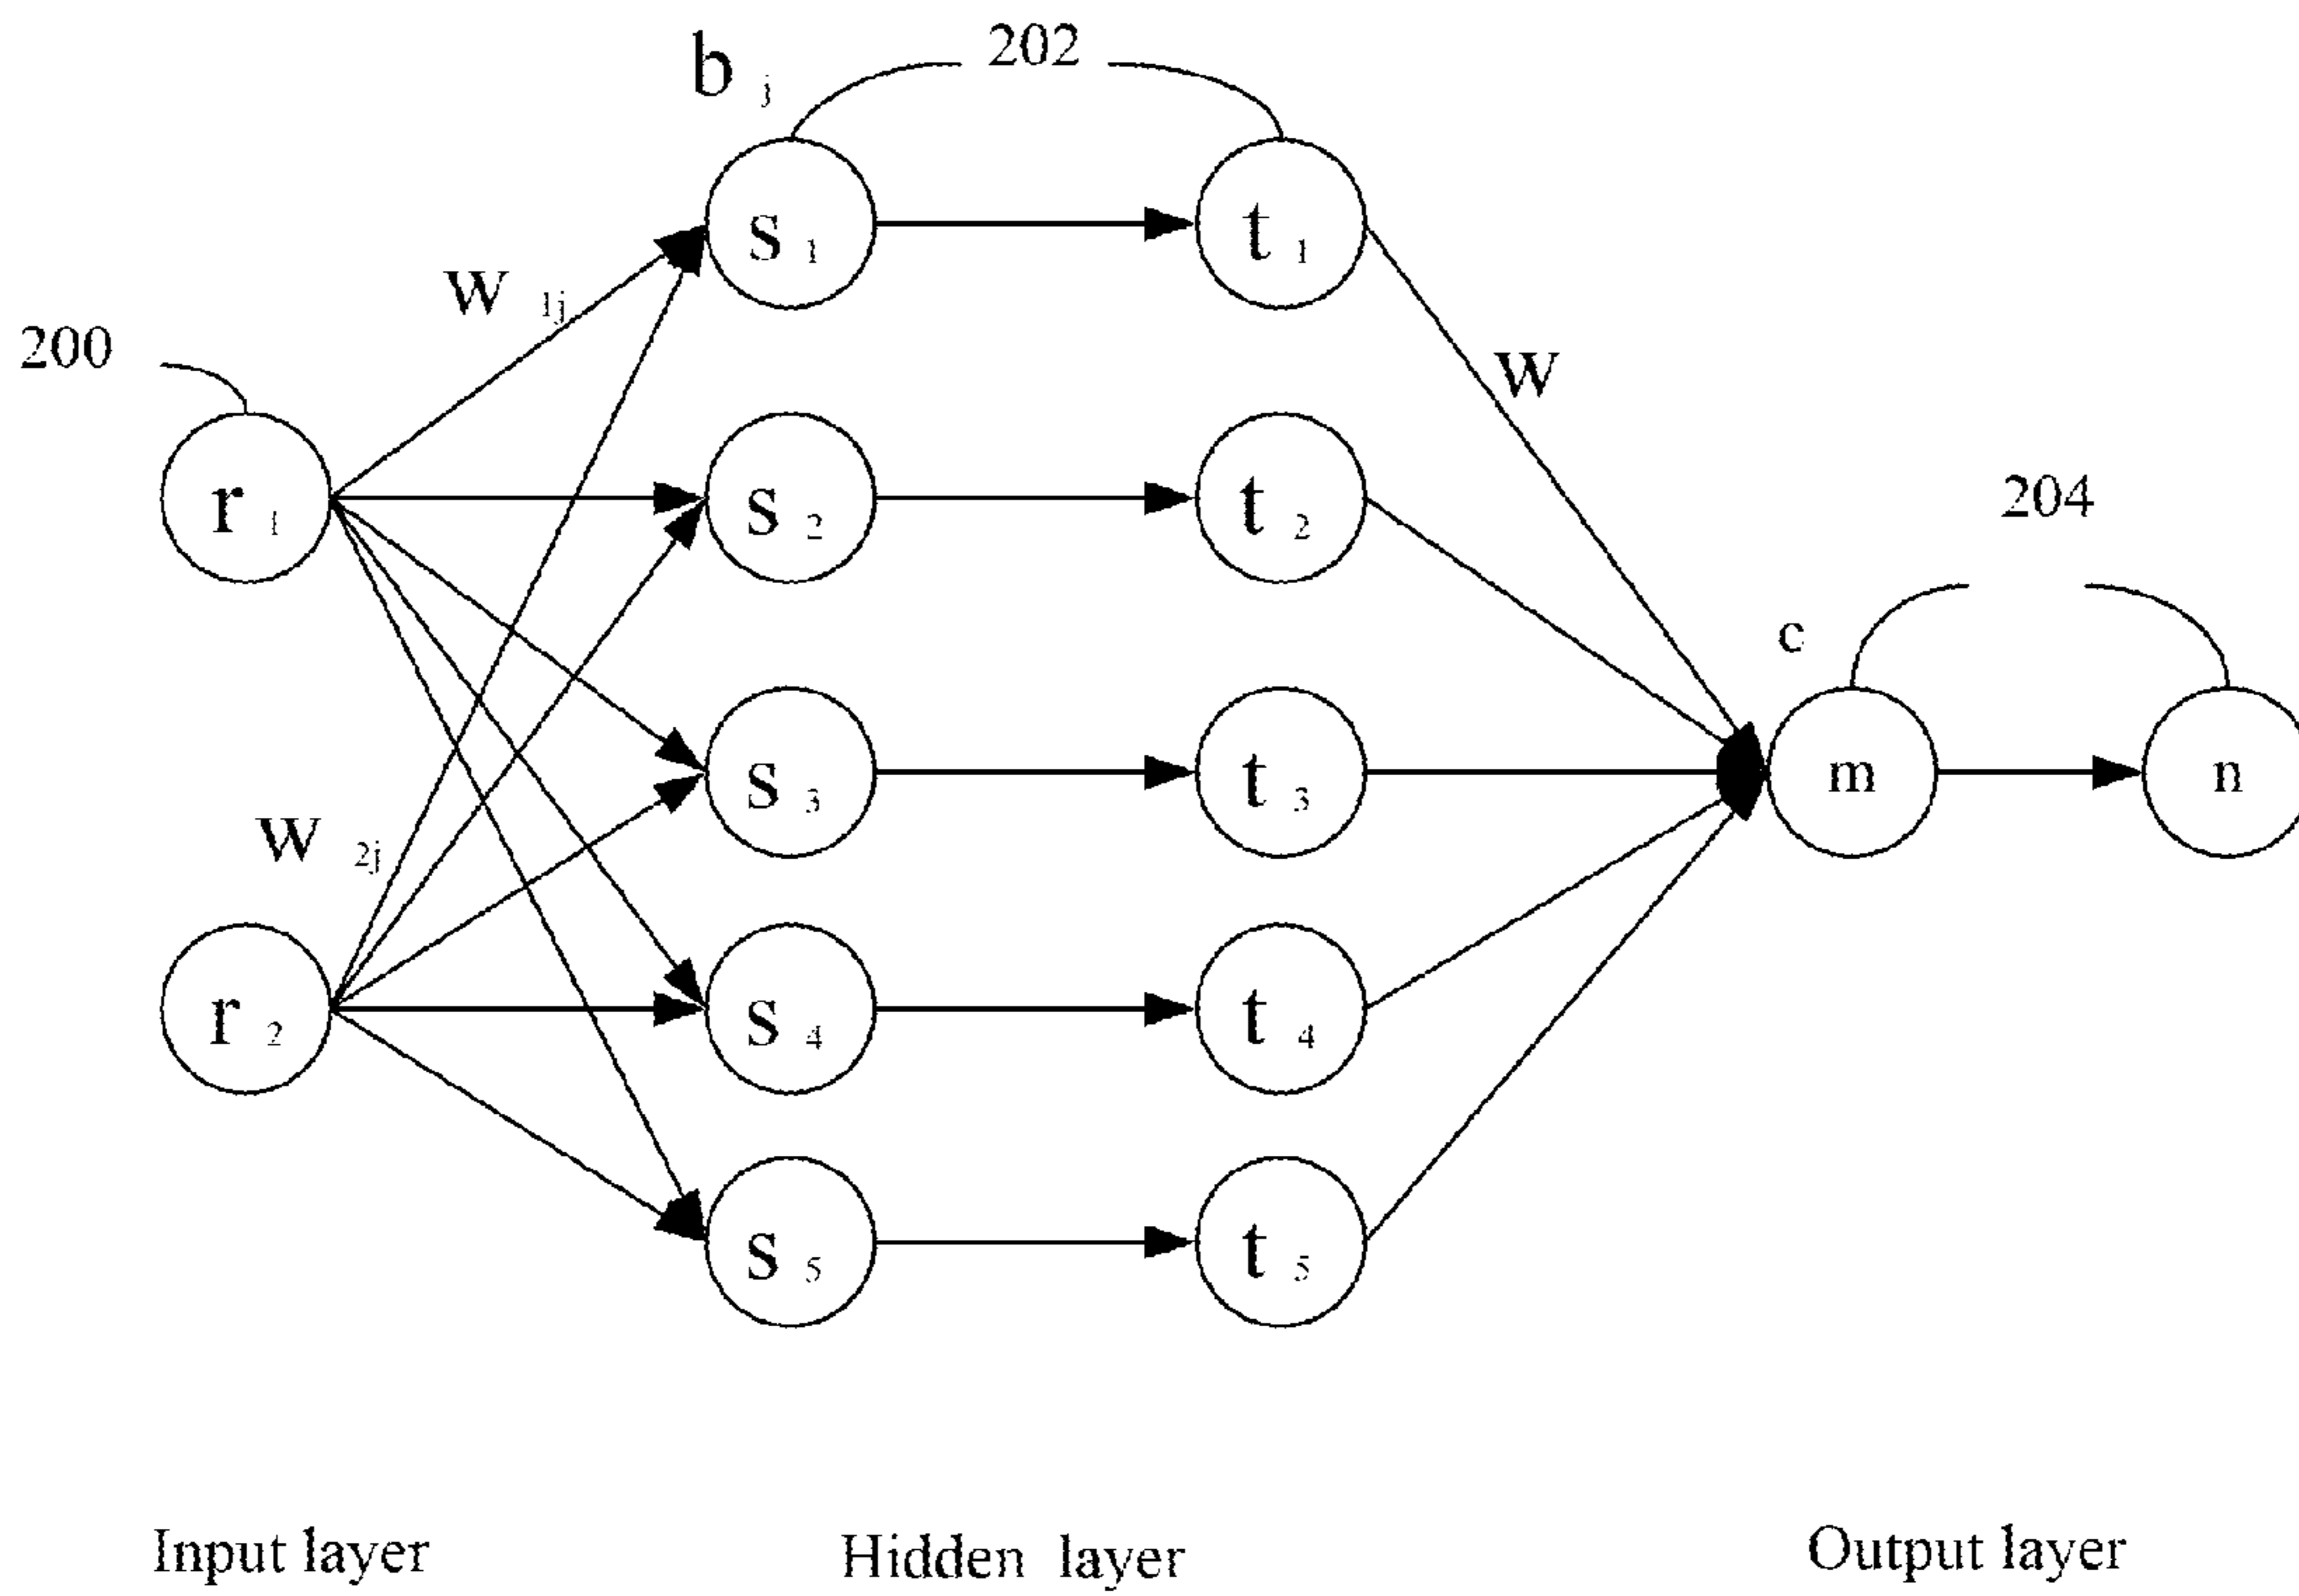 b j
202
s 1
t 1
w 1j
200
w
r 1
s 2
t 2
204
c
s 3
t 3
m
n
w 2j
r 2
s 4
t 4
s 5
t 5
Input layer
Hidden layer
Output layer